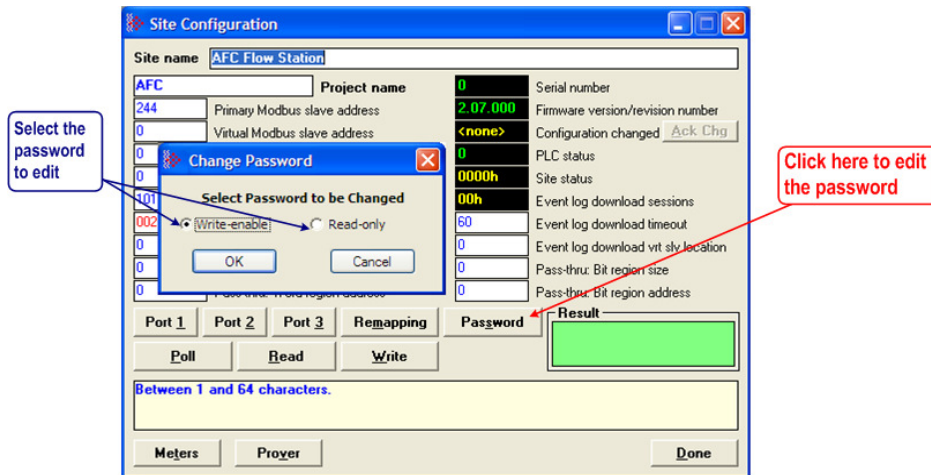 Site Configuration
Site name AFC Flow Station
AFC Project name
244 Primary Modbus slave address
0 Virtual Modbus slave address
0
0
101
002
0
0
0
0 Serial number
2.07.000 Firmware version/revision number
<none> Configuration changed Ack Chg
0 PLC status
0000h Site status
00h Event log download sessions
60 Event log download timeout
0 Event log download vrt slv location
0 Pass-thru: Bit region size
0 Pass-thru: Bit region address
Select the
password
to edit
Change Password
Select Password to be Changed
Write-enable Read-only
OK Cancel
Click here to edit
the password
Port 1 Port 2 Port 3 Remapping Password Result
Poll Read Write
Between 1 and 64 characters.
Meters Prover Done